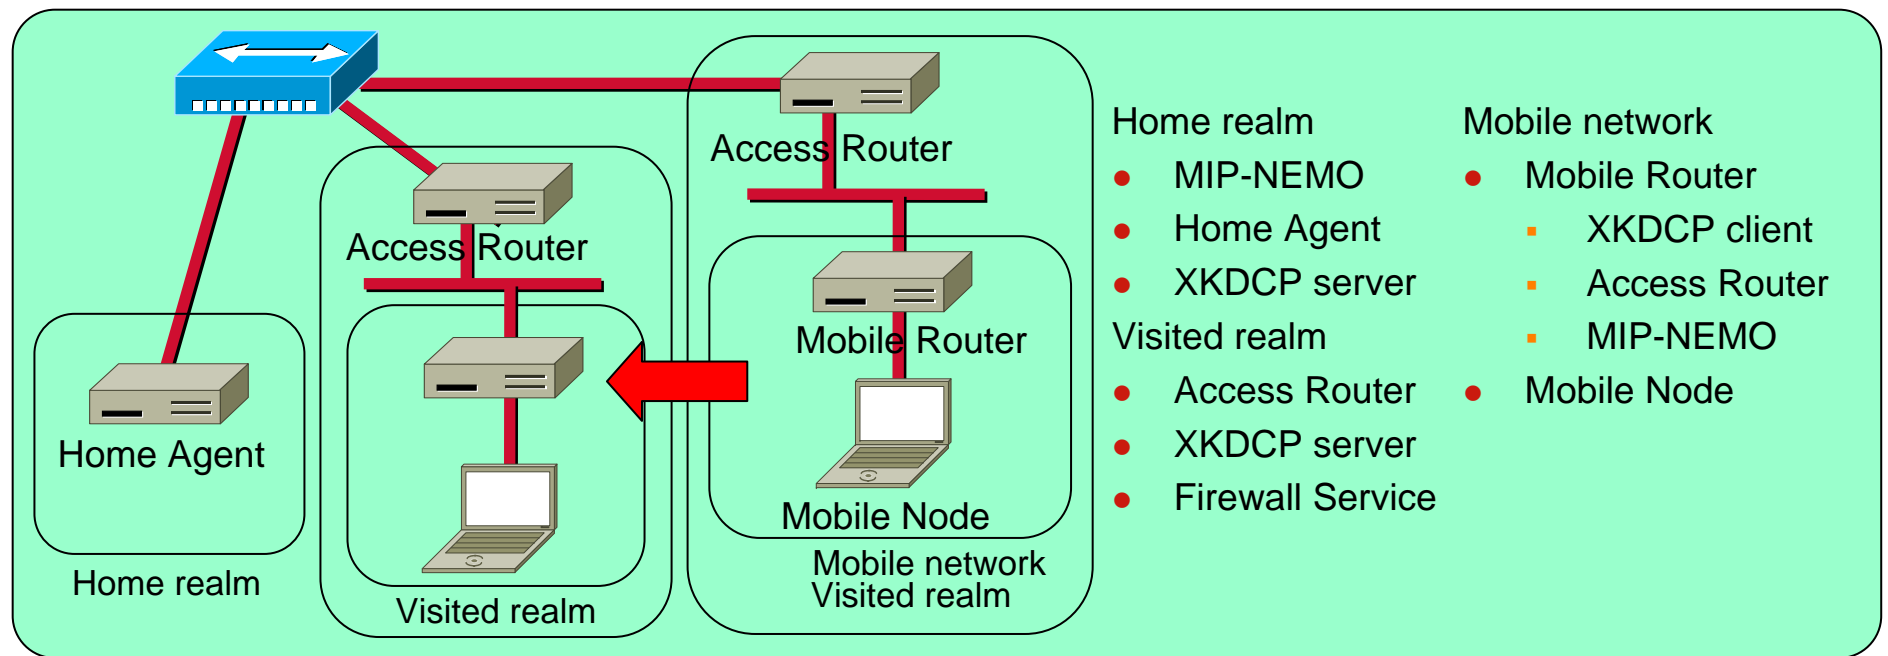 Access Router
Access Router
Mobile Router
Home Agent
Mobile Node
Mobile network
Visited realm
Home realm
Visited realm
Home realm
● MIP-NEMO
● Home Agent
● XKDCP server
Visited realm
● Access Router
● XKDCP server
● Firewall Service
Mobile network
● Mobile Router
▪ XKDCP client
▪ Access Router
▪ MIP-NEMO
● Mobile Node